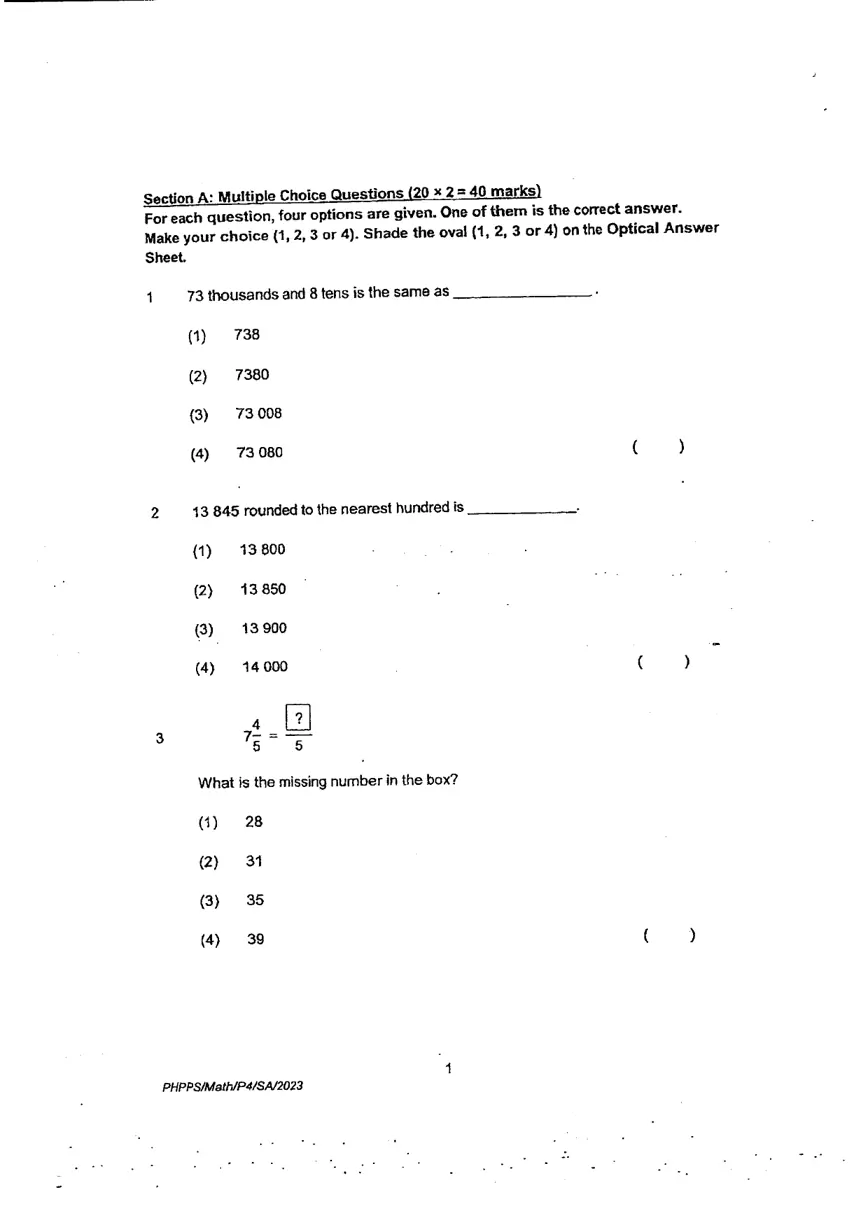 Section A: Multiple Choice Questions (20 × 2 = 40 marks)
For each question, four options are given. One of them is the correct answer.
Make your choice (1, 2, 3 or 4). Shade the oval (1, 2, 3 or 4) on the Optical Answer
Sheet.
1 73 thousands and 8 tens is the same as ________________ .
(1) 738
(2) 7380
(3) 73 008
(4) 73 080 ( )
2 13 845 rounded to the nearest hundred is _____________.
(1) 13 800
(2) 13 850
(3) 13 900
(4) 14 000 ( )
3 7 4/5 = ?/5
What is the missing number in the box?
(1) 28
(2) 31
(3) 35
(4) 39 ( )
1
PHPPS/Math/P4/SA/2023